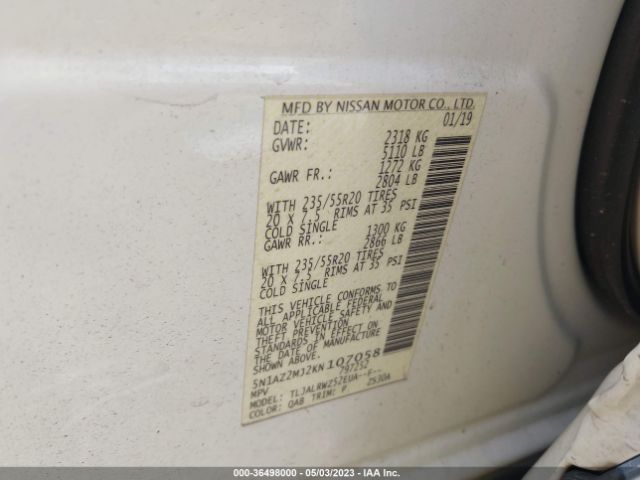 MFD BY NISSAN MOTOR CO., LTD.
DATE: 01/19
GVWR: 2318 KG
5110 LB
GAWR FR.: 1272 KG
2804 LB
WITH 235/55R20 TIRES
20 X 7.5 RIMS AT 35 PSI
COLD SINGLE
GAWR RR.: 1300 KG
2866 LB
WITH 235/55R20 TIRES
20 X 7.5 RIMS AT 35 PSI
COLD SINGLE
THIS VEHICLE CONFORMS TO
ALL APPLICABLE FEDERAL
MOTOR VEHICLE SAFETY AND
THEFT PREVENTION
STANDARDS IN EFFECT ON
THE DATE OF MANUFACTURE
SHOWN ABOVE.
5N1AZ2MJ2KN107058
MPV 797252
MODEL: TLJALRWZ52EUA--F--
COLOR: QAB TRIM: P
000-36498000 - 05/03/2023 - IAA Inc.